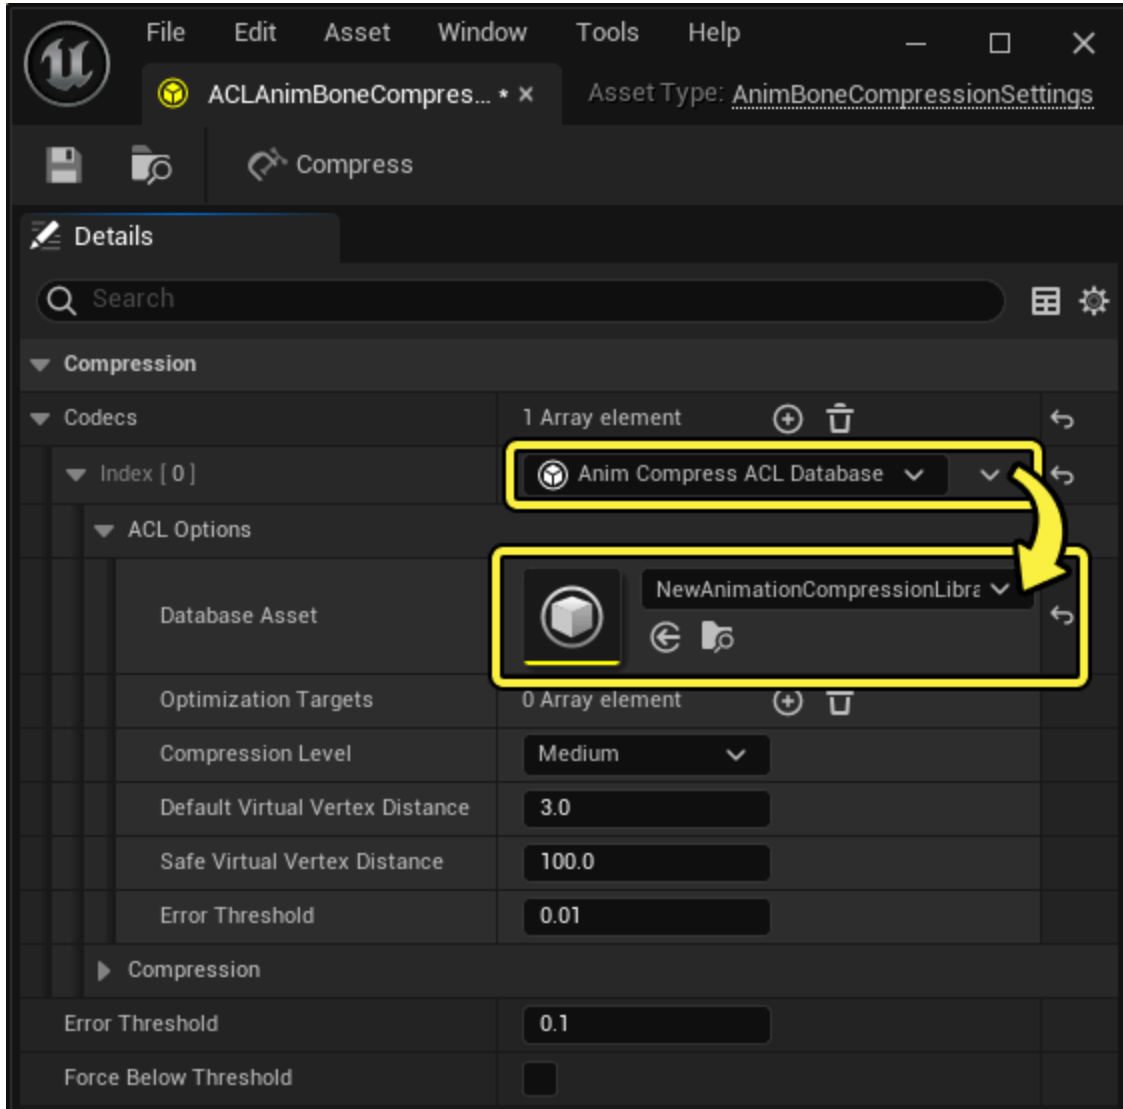 File Edit Asset Window Tools Help
ACLAnimBoneCompres... • ×
Asset Type: AnimBoneCompressionSettings
Compress
Details
Search
Compression
Codecs 1 Array element
Index [ 0 ] Anim Compress ACL Database
ACL Options
Database Asset NewAnimationCompressionLibra
Optimization Targets 0 Array element
Compression Level Medium
Default Virtual Vertex Distance 3.0
Safe Virtual Vertex Distance 100.0
Error Threshold 0.01
Compression
Error Threshold 0.1
Force Below Threshold